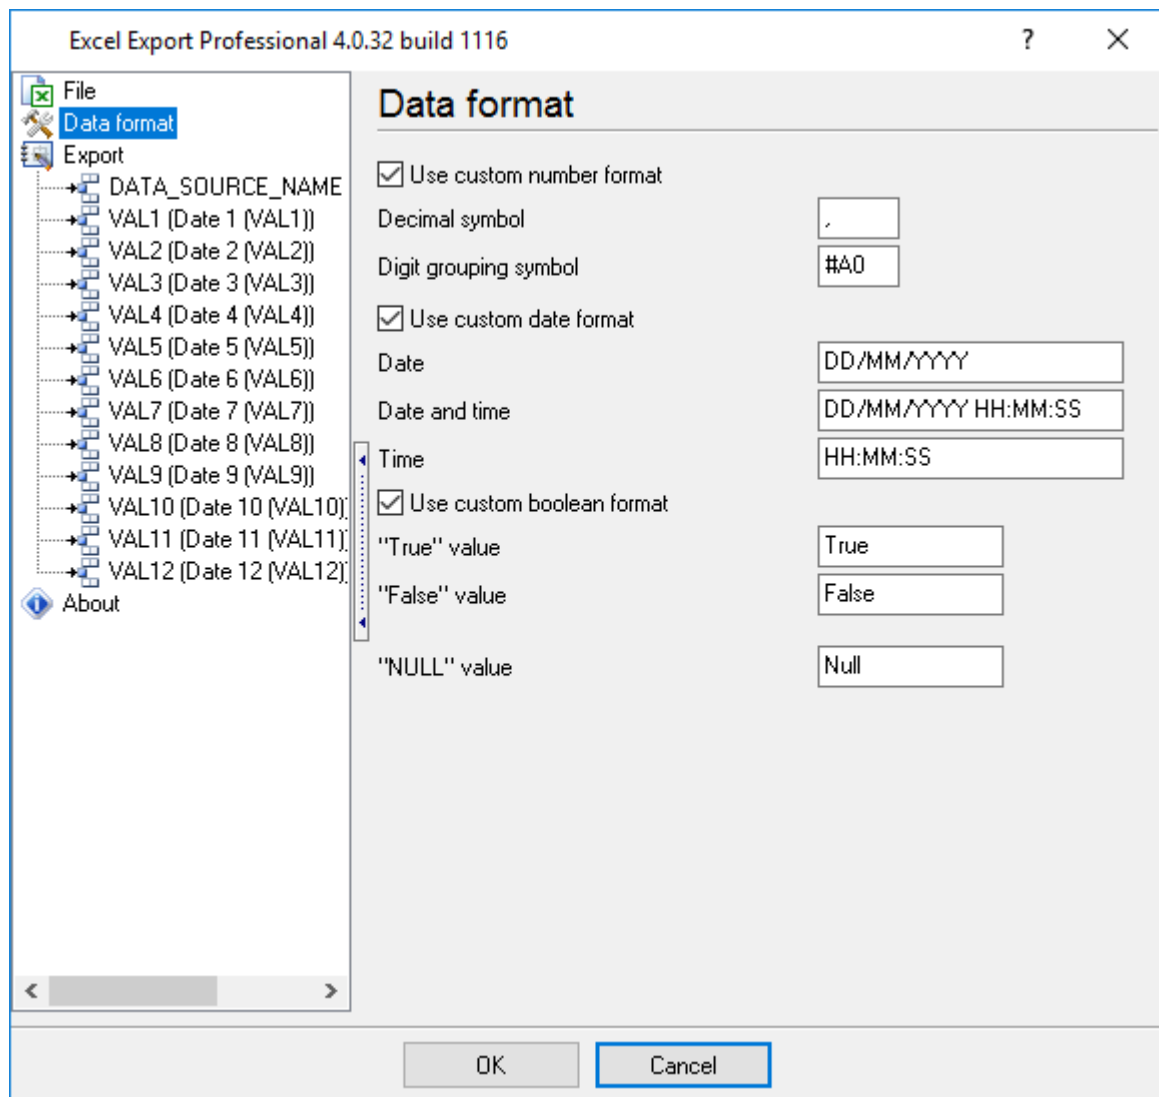 Excel Export Professional 4.0.32 build 1116
File
Data format
Export
DATA_SOURCE_NAME
VAL1 (Date 1 (VAL1))
VAL2 (Date 2 (VAL2))
VAL3 (Date 3 (VAL3))
VAL4 (Date 4 (VAL4))
VAL5 (Date 5 (VAL5))
VAL6 (Date 6 (VAL6))
VAL7 (Date 7 (VAL7))
VAL8 (Date 8 (VAL8))
VAL9 (Date 9 (VAL9))
VAL10 (Date 10 (VAL10))
VAL11 (Date 11 (VAL11))
VAL12 (Date 12 (VAL12))
About
Data format
Use custom number format
Decimal symbol ,
Digit grouping symbol #A0
Use custom date format
Date DD/MM/YYYY
Date and time DD/MM/YYYY HH:MM:SS
Time HH:MM:SS
Use custom boolean format
"True" value True
"False" value False
"NULL" value Null
OK Cancel